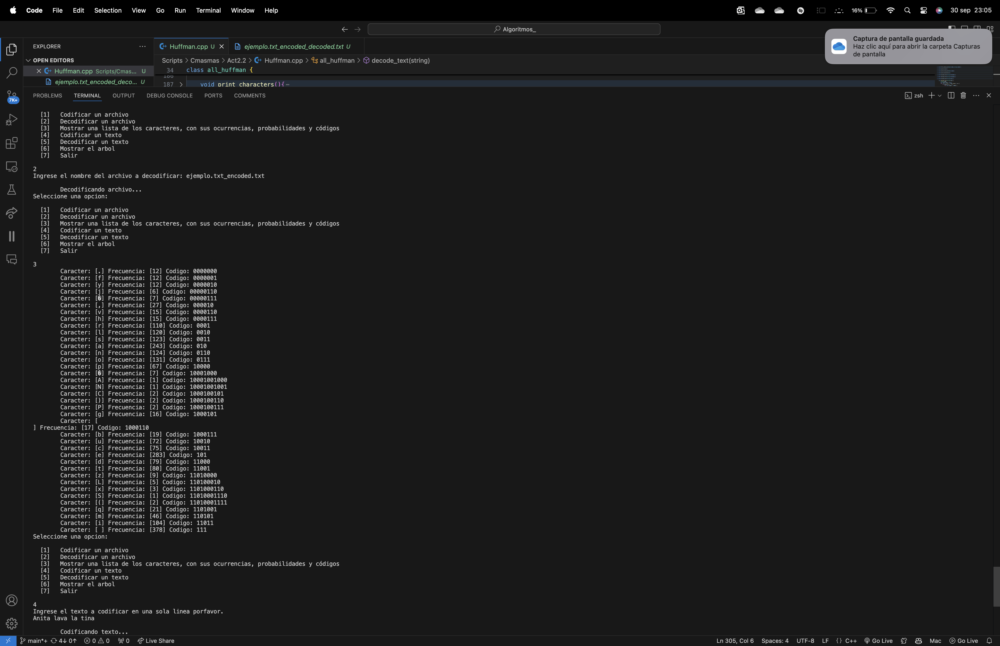 Code File Edit Selection View Go Run Terminal Window Help 16% 30 sep 23:05
Algoritmos_
Captura de pantalla guardada
Haz clic aquí para abrir la carpeta Capturas
de pantalla
EXPLORER
Huffman.cpp U ejemplo.txt_encoded_decoded.txt U
OPEN EDITORS
Scripts > Cmasmas > Act2.2 > Huffman.cpp > all_huffman > decode_text(string)
Huffman.cpp Scripts/Cmas... U
34 class all_huffman {
186
ejemplo.txt_encoded_deco... U
187 void print_characters(){
7K+
PROBLEMS TERMINAL OUTPUT DEBUG CONSOLE PORTS COMMENTS zsh
[1] Codificar un archivo
[2] Decodificar un archivo
[3] Mostrar una lista de los caracteres, con sus ocurrencias, probabilidades y códigos
[4] Codificar un texto
[5] Decodificar un texto
[6] Mostrar el arbol
[7] Salir
2
Ingrese el nombre del archivo a decodificar: ejemplo.txt_encoded.txt
Decodificando archivo...
Seleccione una opcion:
[1] Codificar un archivo
[2] Decodificar un archivo
[3] Mostrar una lista de los caracteres, con sus ocurrencias, probabilidades y códigos
[4] Codificar un texto
[5] Decodificar un texto
[6] Mostrar el arbol
[7] Salir
3
Caracter: [.] Frecuencia: [12] Codigo: 0000000
Caracter: [f] Frecuencia: [12] Codigo: 0000001
Caracter: [y] Frecuencia: [12] Codigo: 0000010
Caracter: [j] Frecuencia: [6] Codigo: 00000110
Caracter: [�] Frecuencia: [7] Codigo: 00000111
Caracter: [,] Frecuencia: [27] Codigo: 000010
Caracter: [v] Frecuencia: [15] Codigo: 0000110
Caracter: [h] Frecuencia: [15] Codigo: 0000111
Caracter: [r] Frecuencia: [110] Codigo: 0001
Caracter: [l] Frecuencia: [120] Codigo: 0010
Caracter: [s] Frecuencia: [123] Codigo: 0011
Caracter: [a] Frecuencia: [243] Codigo: 010
Caracter: [n] Frecuencia: [124] Codigo: 0110
Caracter: [o] Frecuencia: [131] Codigo: 0111
Caracter: [p] Frecuencia: [67] Codigo: 10000
Caracter: [�] Frecuencia: [7] Codigo: 10001000
Caracter: [A] Frecuencia: [1] Codigo: 10001001000
Caracter: [N] Frecuencia: [1] Codigo: 10001001001
Caracter: [C] Frecuencia: [2] Codigo: 1000100101
Caracter: [)] Frecuencia: [2] Codigo: 1000100110
Caracter: [P] Frecuencia: [2] Codigo: 1000100111
Caracter: [g] Frecuencia: [16] Codigo: 1000101
Caracter: [
] Frecuencia: [17] Codigo: 1000110
Caracter: [b] Frecuencia: [19] Codigo: 1000111
Caracter: [u] Frecuencia: [72] Codigo: 10010
Caracter: [c] Frecuencia: [75] Codigo: 10011
Caracter: [e] Frecuencia: [283] Codigo: 101
Caracter: [d] Frecuencia: [79] Codigo: 11000
Caracter: [t] Frecuencia: [80] Codigo: 11001
Caracter: [z] Frecuencia: [9] Codigo: 11010000
Caracter: [L] Frecuencia: [5] Codigo: 110100010
Caracter: [x] Frecuencia: [3] Codigo: 1101000110
Caracter: [S] Frecuencia: [1] Codigo: 11010001110
Caracter: [(] Frecuencia: [2] Codigo: 11010001111
Caracter: [q] Frecuencia: [21] Codigo: 1101001
Caracter: [m] Frecuencia: [46] Codigo: 110101
Caracter: [i] Frecuencia: [104] Codigo: 11011
Caracter: [ ] Frecuencia: [378] Codigo: 111
Seleccione una opcion:
[1] Codificar un archivo
[2] Decodificar un archivo
[3] Mostrar una lista de los caracteres, con sus ocurrencias, probabilidades y códigos
[4] Codificar un texto
[5] Decodificar un texto
[6] Mostrar el arbol
[7] Salir
4
Ingrese el texto a codificar en una sola linea porfavor.
Anita lava la tina
Codificando texto...
main*+ 4↓ 0↑ 0 0 0 Live Share Ln 305, Col 6 Spaces: 4 UTF-8 LF {} C++ Go Live Mac Go Live